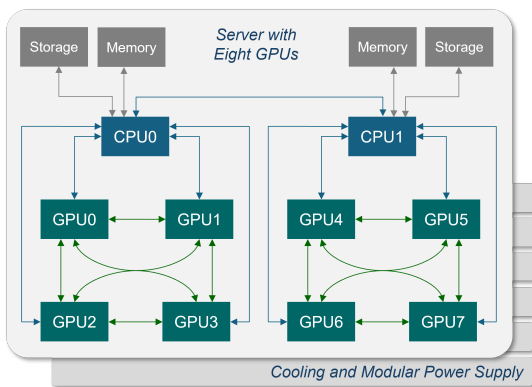 Server with
Eight GPUs
Storage
Memory
Memory
Storage
CPU0
CPU1
GPU0
GPU1
GPU4
GPU5
GPU2
GPU3
GPU6
GPU7
Cooling and Modular Power Supply